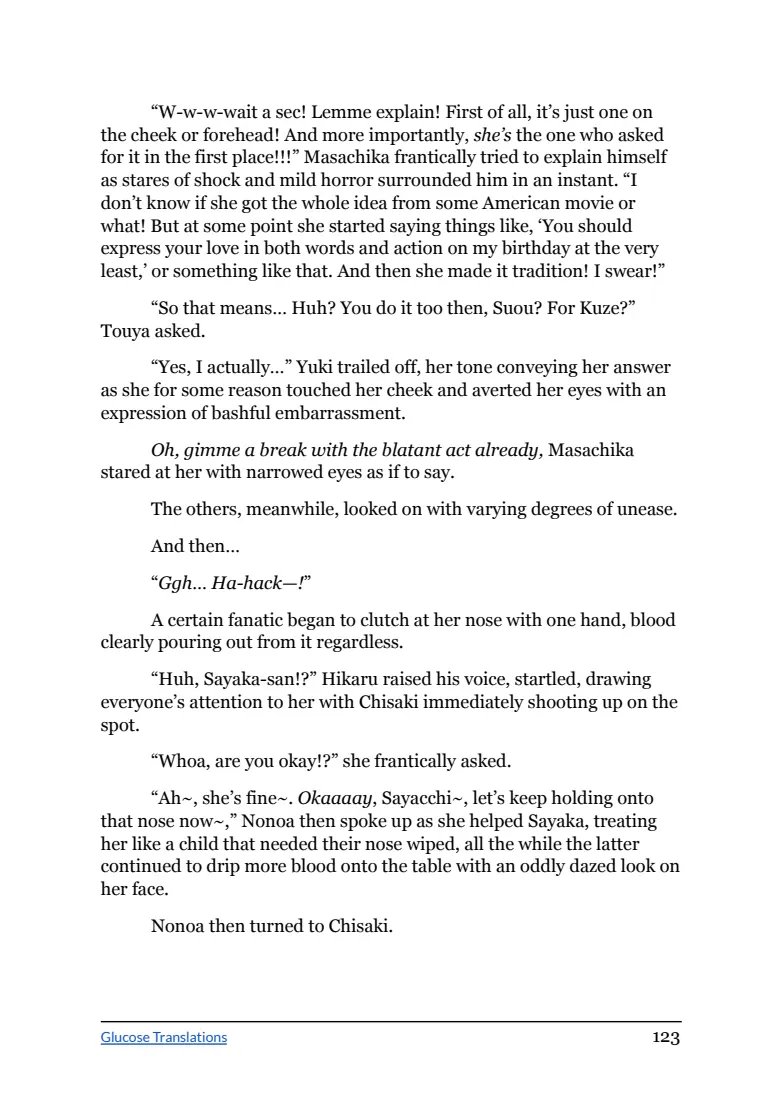 “W-w-w-wait a sec! Lemme explain! First of all, it’s just one on
the cheek or forehead! And more importantly, she’s the one who asked
for it in the first place!!!” Masachika frantically tried to explain himself
as stares of shock and mild horror surrounded him in an instant. “I
don’t know if she got the whole idea from some American movie or
what! But at some point she started saying things like, ‘You should
express your love in both words and action on my birthday at the very
least,’ or something like that. And then she made it tradition! I swear!”
“So that means... Huh? You do it too then, Suou? For Kuze?”
Touya asked.
“Yes, I actually...” Yuki trailed off, her tone conveying her answer
as she for some reason touched her cheek and averted her eyes with an
expression of bashful embarrassment.
Oh, gimme a break with the blatant act already, Masachika
stared at her with narrowed eyes as if to say.
The others, meanwhile, looked on with varying degrees of unease.
And then...
“Ggh... Ha-hack—!”
A certain fanatic began to clutch at her nose with one hand, blood
clearly pouring out from it regardless.
“Huh, Sayaka-san!?” Hikaru raised his voice, startled, drawing
everyone’s attention to her with Chisaki immediately shooting up on the
spot.
“Whoa, are you okay!?” she frantically asked.
“Ah~, she’s fine~. Okaaaay, Sayacchi~, let’s keep holding onto
that nose now~,” Nonoa then spoke up as she helped Sayaka, treating
her like a child that needed their nose wiped, all the while the latter
continued to drip more blood onto the table with an oddly dazed look on
her face.
Nonoa then turned to Chisaki.
Glucose Translations
123